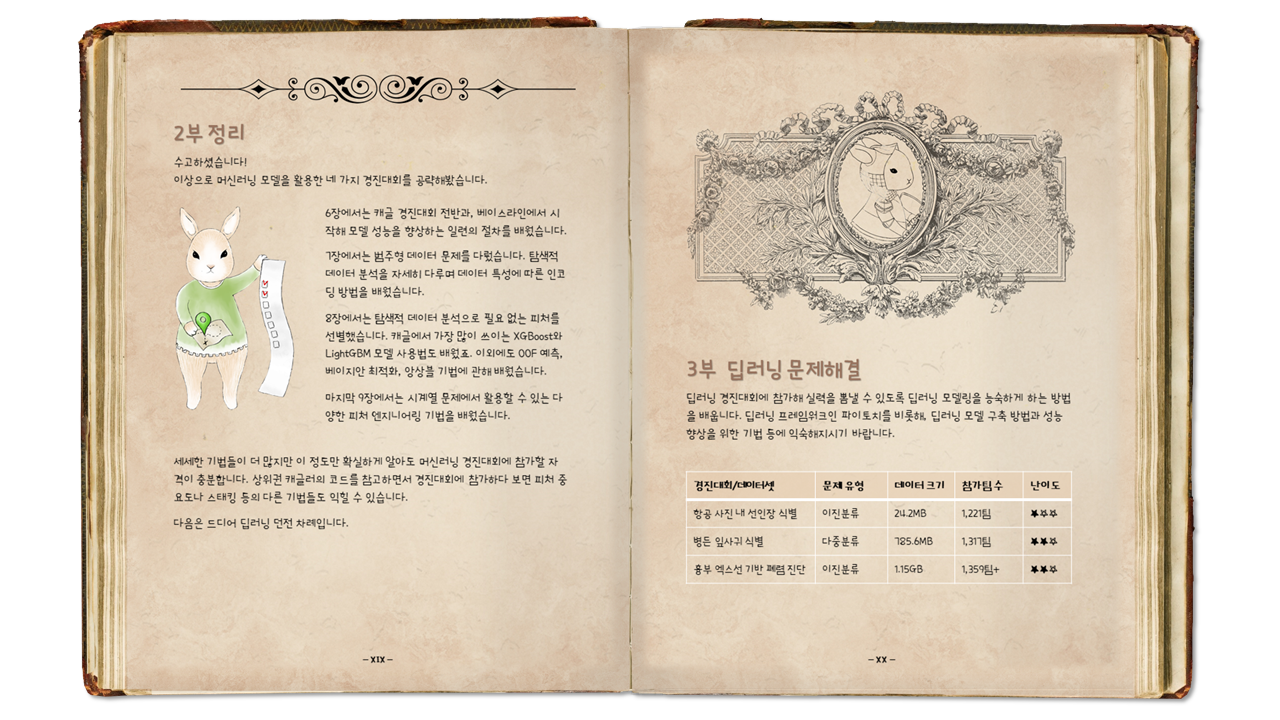 2부 정리
수고하셨습니다!
이상으로 머신러닝 모델을 활용한 네 가지 경진대회를 공략해봤습니다.
6장에서는 캐글 경진대회 전반과, 베이스라인에서 시
작해 모델 성능을 향상하는 일련의 절차를 배웠습니다.
7장에서는 범주형 데이터 문제를 다뤘습니다. 탐색적
데이터 분석을 자세히 다루며 데이터 특성에 따른 인코
딩 방법을 배웠습니다.
8장에서는 탐색적 데이터 분석으로 필요 없는 피처를
선별했습니다. 캐글에서 가장 많이 쓰이는 XGBoost와
LightGBM 모델 사용법도 배웠죠. 이외에도 OOF 예측,
베이지안 최적화, 앙상블 기법에 관해 배웠습니다.
마지막 9장에서는 시계열 문제에서 활용할 수 있는 다
양한 피처 엔지니어링 기법을 배웠습니다.
세세한 기법들이 더 많지만 이 정도만 확실하게 알아도 머신러닝 경진대회에 참가할 자
격이 충분합니다. 상위권 캐글러의 코드를 참고하면서 경진대회에 참가하다 보면 피처 중
요도나 스태킹 등의 다른 기법들도 익힐 수 있습니다.
다음은 드디어 딥러닝 던전 차례입니다.
– XIX –
3부 딥러닝 문제해결
딥러닝 경진대회에 참가해 실력을 뽐낼 수 있도록 딥러닝 모델링을 능숙하게 하는 방법
을 배웁니다. 딥러닝 프레임워크인 파이토치를 비롯해, 딥러닝 모델 구축 방법과 성능
향상을 위한 기법 등에 익숙해지시기 바랍니다.
경진대회/데이터셋 문제 유형 데이터 크기 참가팀 수 난이도
항공 사진 내 선인장 식별 이진분류 24.2MB 1,221팀 ★☆☆
병든 잎사귀 식별 다중분류 785.6MB 1,317팀 ★★☆
흉부 엑스선 기반 폐렴 진단 이진분류 1.15GB 1,359팀+ ★★☆
– XX –